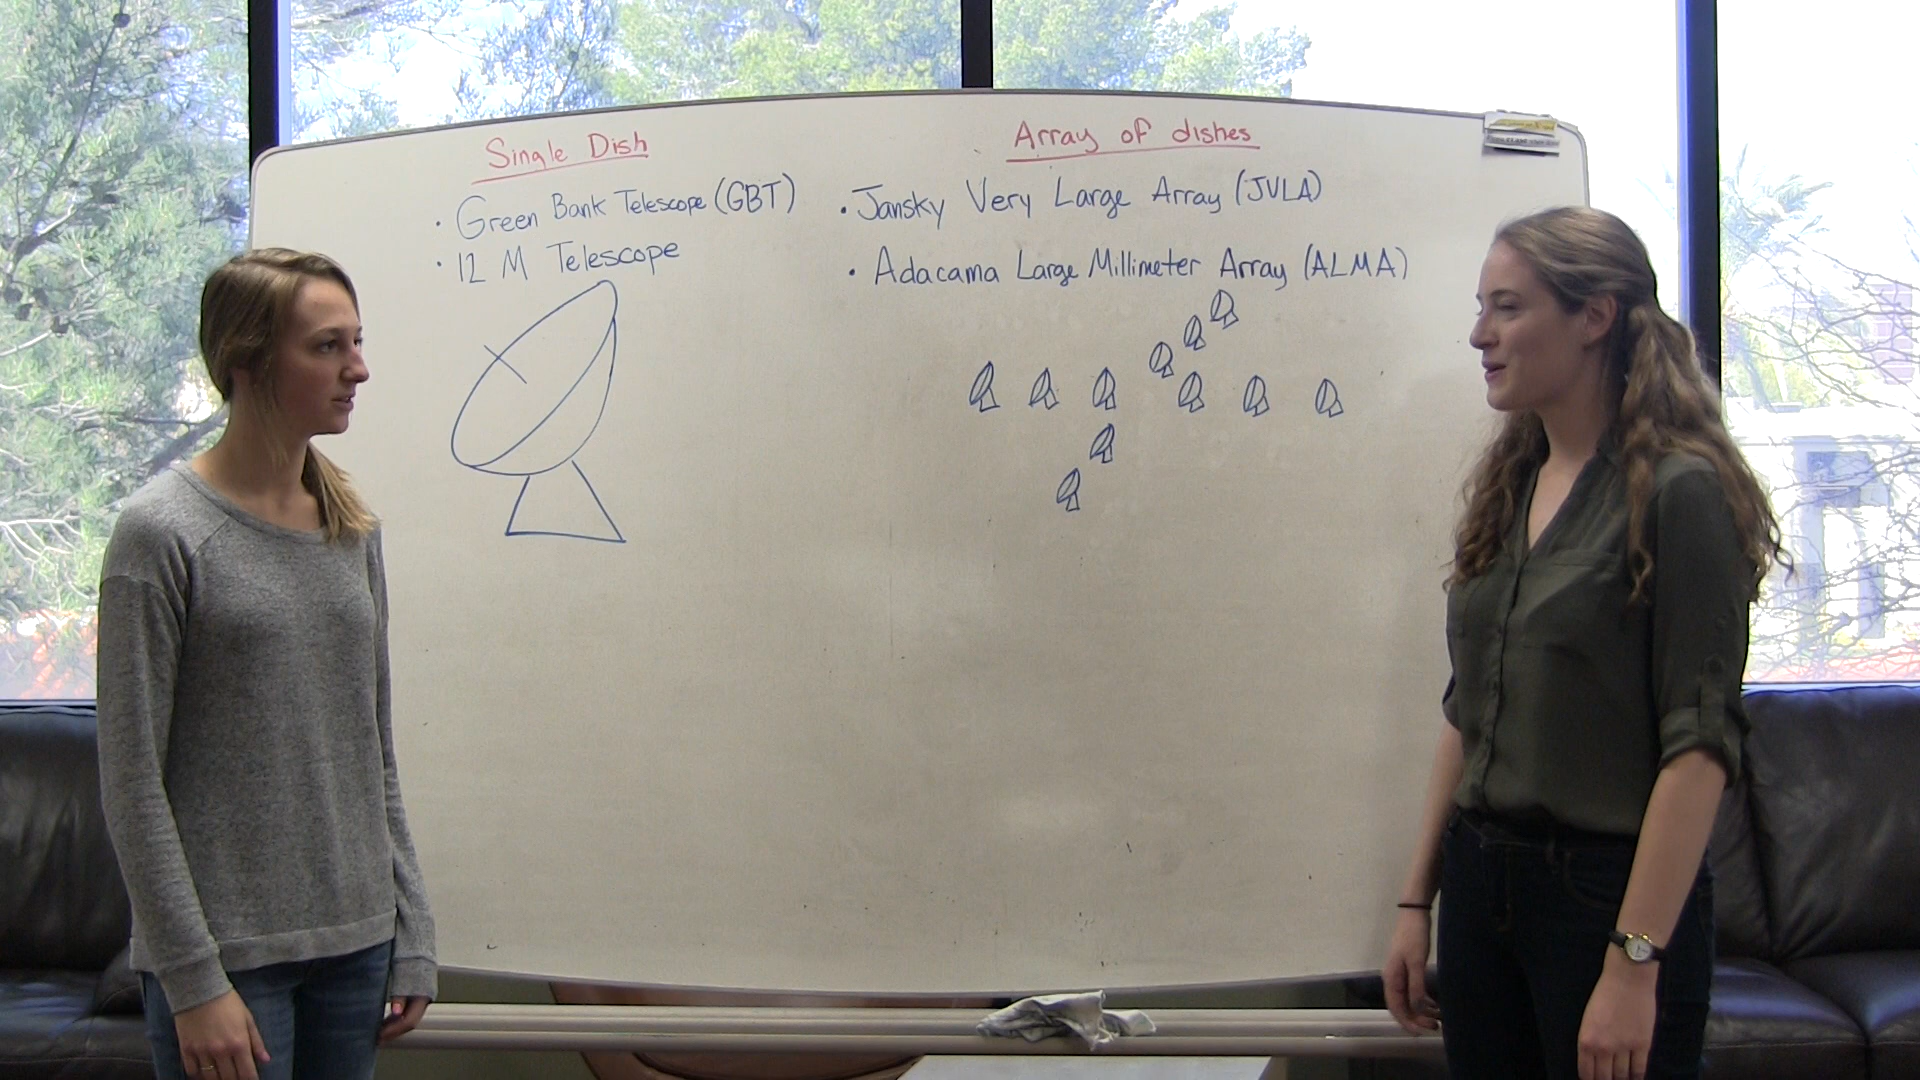 Single Dish
• Green Bank Telescope (GBT)
• 12 M Telescope
Array of dishes
• Jansky Very Large Array (JVLA)
• Adacama Large Millimeter Array (ALMA)